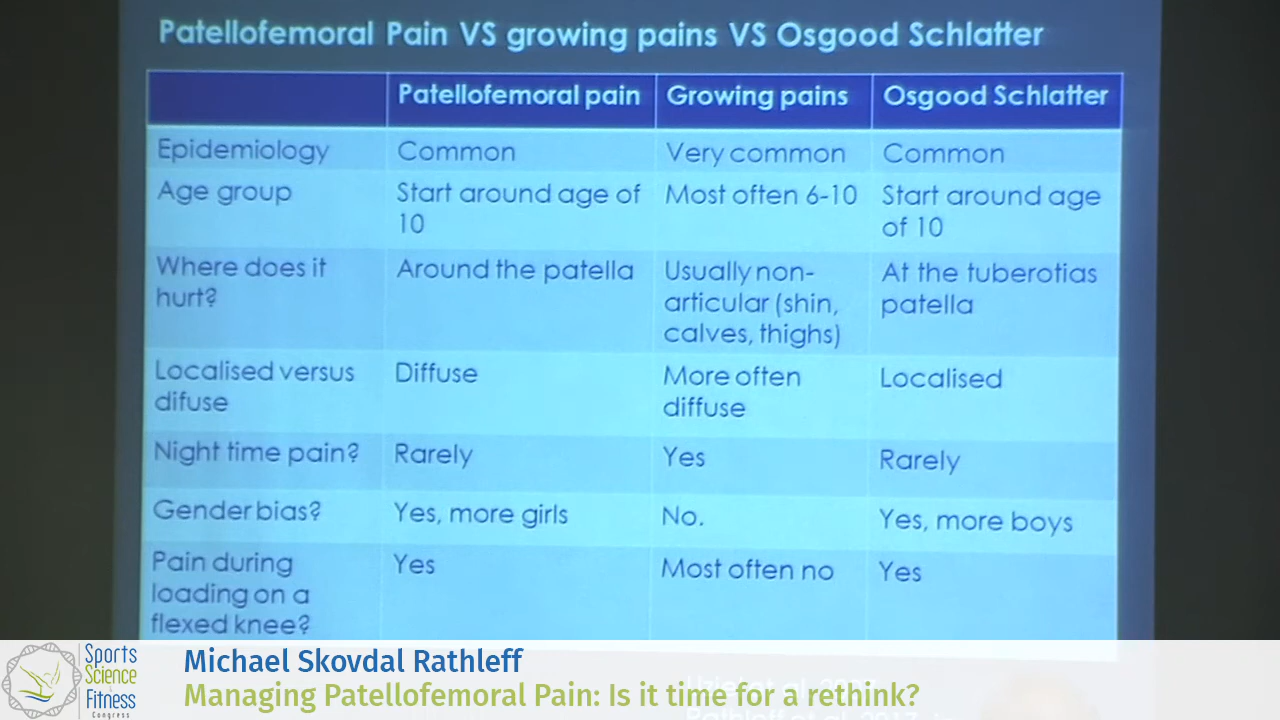 Patellofemoral Pain VS growing pains VS Osgood Schlatter
Patellofemoral pain Growing pains Osgood Schlatter
Epidemiology Common Very common Common
Age group Start around age of 10 Most often 6-10 Start around age of 10
Where does it hurt? Around the patella Usually non-articular (shin, calves, thighs) At the tuberotias patella
Localised versus difuse Diffuse More often diffuse Localised
Night time pain? Rarely Yes Rarely
Gender bias? Yes, more girls No. Yes, more boys
Pain during loading on a flexed knee? Yes Most often no Yes
Sports
Science
Fitness
Congress
Michael Skovdal Rathleff
Managing Patellofemoral Pain: Is it time for a rethink?